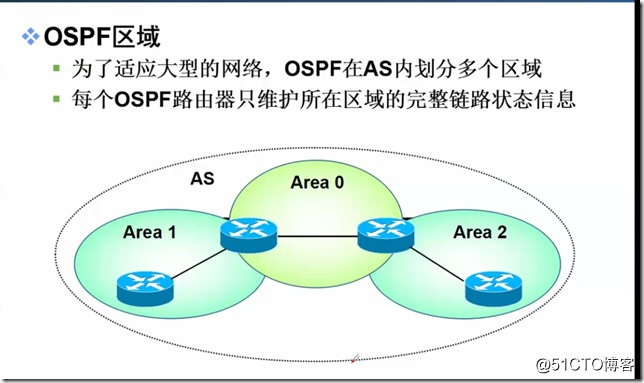 OSPF区域
为了适应大型的网络，OSPF在AS内划分多个区域
每个OSPF路由器只维护所在区域的完整链路状态信息
AS
Area 0
Area 1
Area 2
@51CTO博客